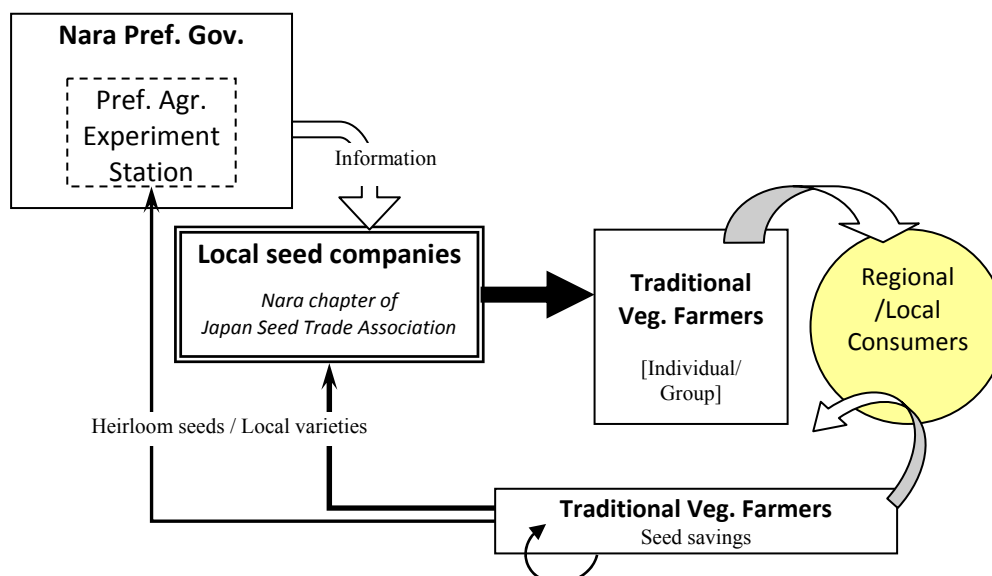 Nara Pref. Gov.
Pref. Agr.
Experiment
Station
Information
Local seed companies
Nara chapter of
Japan Seed Trade Association
Traditional
Veg. Farmers
[Individual/
Group]
Regional
/Local
Consumers
Heirloom seeds / Local varieties
Traditional Veg. Farmers
Seed savings